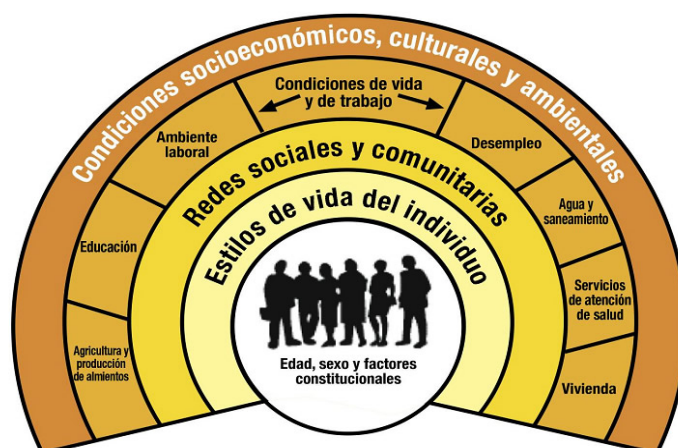 Condiciones socioeconómicos, culturales y ambientales
Condiciones de vida
y de trabajo
Ambiente
laboral
Desempleo
Redes sociales y comunitarias
Agua y
saneamiento
Educación
Estilos de vida del individuo
Servicios
de atención
de salud
Agricultura y
producción
de almientos
Edad, sexo y factores
constitucionales
Vivienda